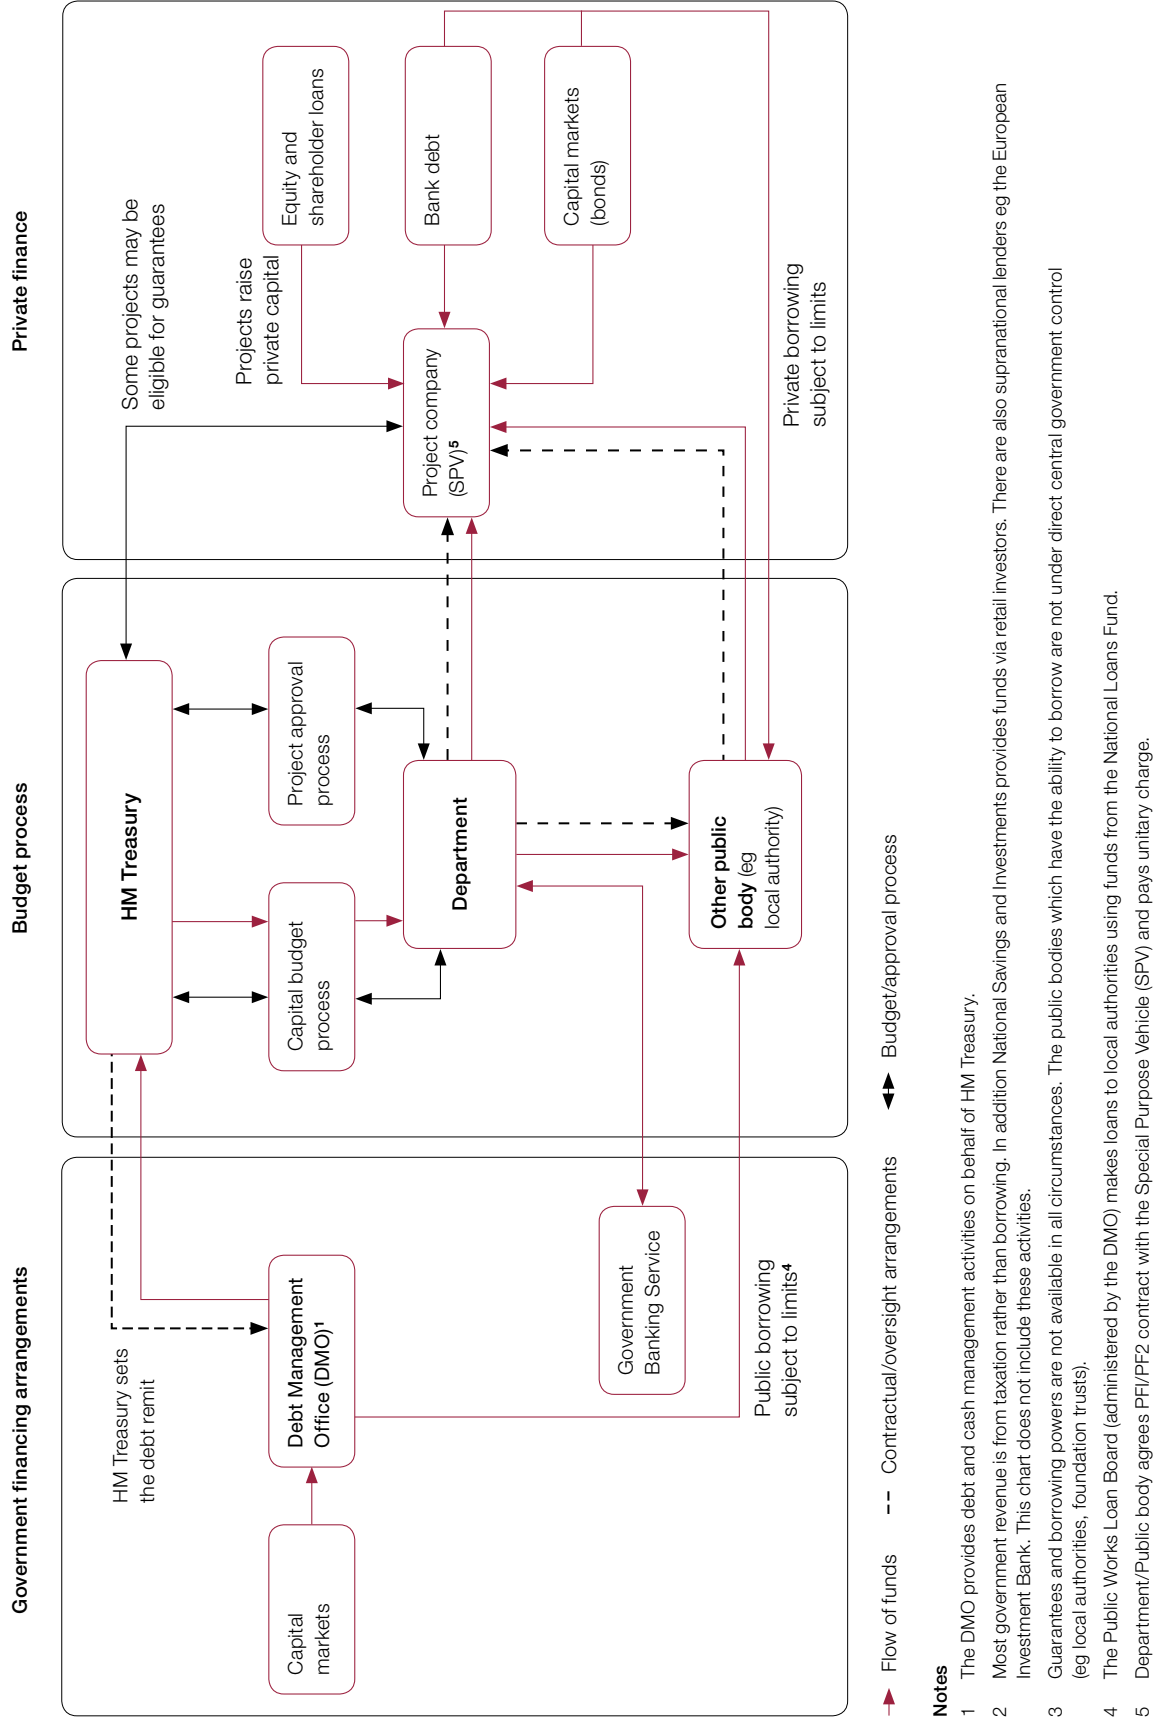 Government financing arrangements
Budget process
Private finance
HM Treasury sets
the debt remit
Capital
markets
Debt Management
Office (DMO)1
Government
Banking Service
Public borrowing
subject to limits4
HM Treasury
Capital budget
process
Project approval
process
Department
Other public
body (eg
local authority)
Some projects may be
eligible for guarantees
Projects raise
private capital
Project company
(SPV)5
Equity and
shareholder loans
Bank debt
Capital markets
(bonds)
Private borrowing
subject to limits
Flow of funds
Contractual/oversight arrangements
Budget/approval process
Notes
1 The DMO provides debt and cash management activities on behalf of HM Treasury.
2 Most government revenue is from taxation rather than borrowing. In addition National Savings and Investments provides funds via retail investors. There are also supranational lenders eg the European
Investment Bank. This chart does not include these activities.
3 Guarantees and borrowing powers are not available in all circumstances. The public bodies which have the ability to borrow are not under direct central government control
(eg local authorities, foundation trusts).
4 The Public Works Loan Board (administered by the DMO) makes loans to local authorities using funds from the National Loans Fund.
5 Department/Public body agrees PFI/PF2 contract with the Special Purpose Vehicle (SPV) and pays unitary charge.